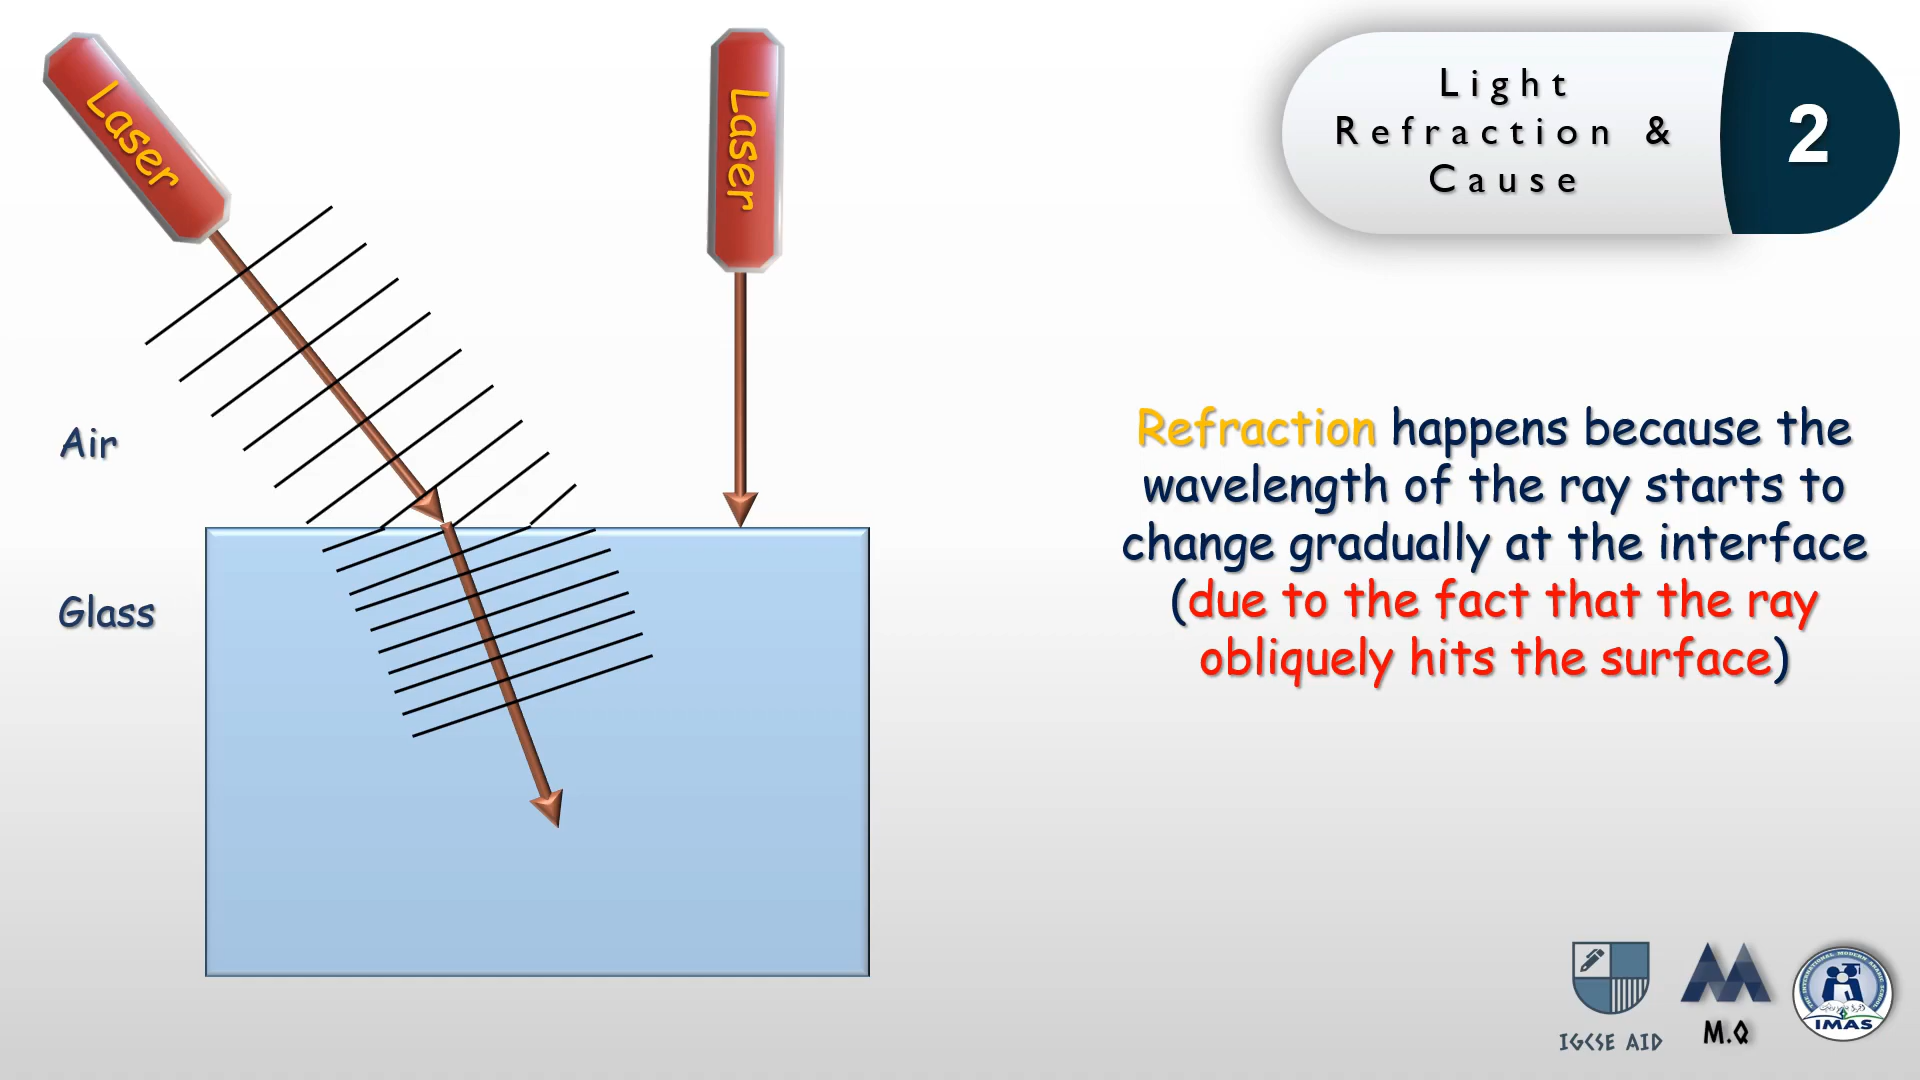 Laser
Laser
Light
Refraction &
Cause
2
Air
Glass
Refraction happens because the
wavelength of the ray starts to
change gradually at the interface
(due to the fact that the ray
obliquely hits the surface)
IGCSE AID
M.Q
IMAS